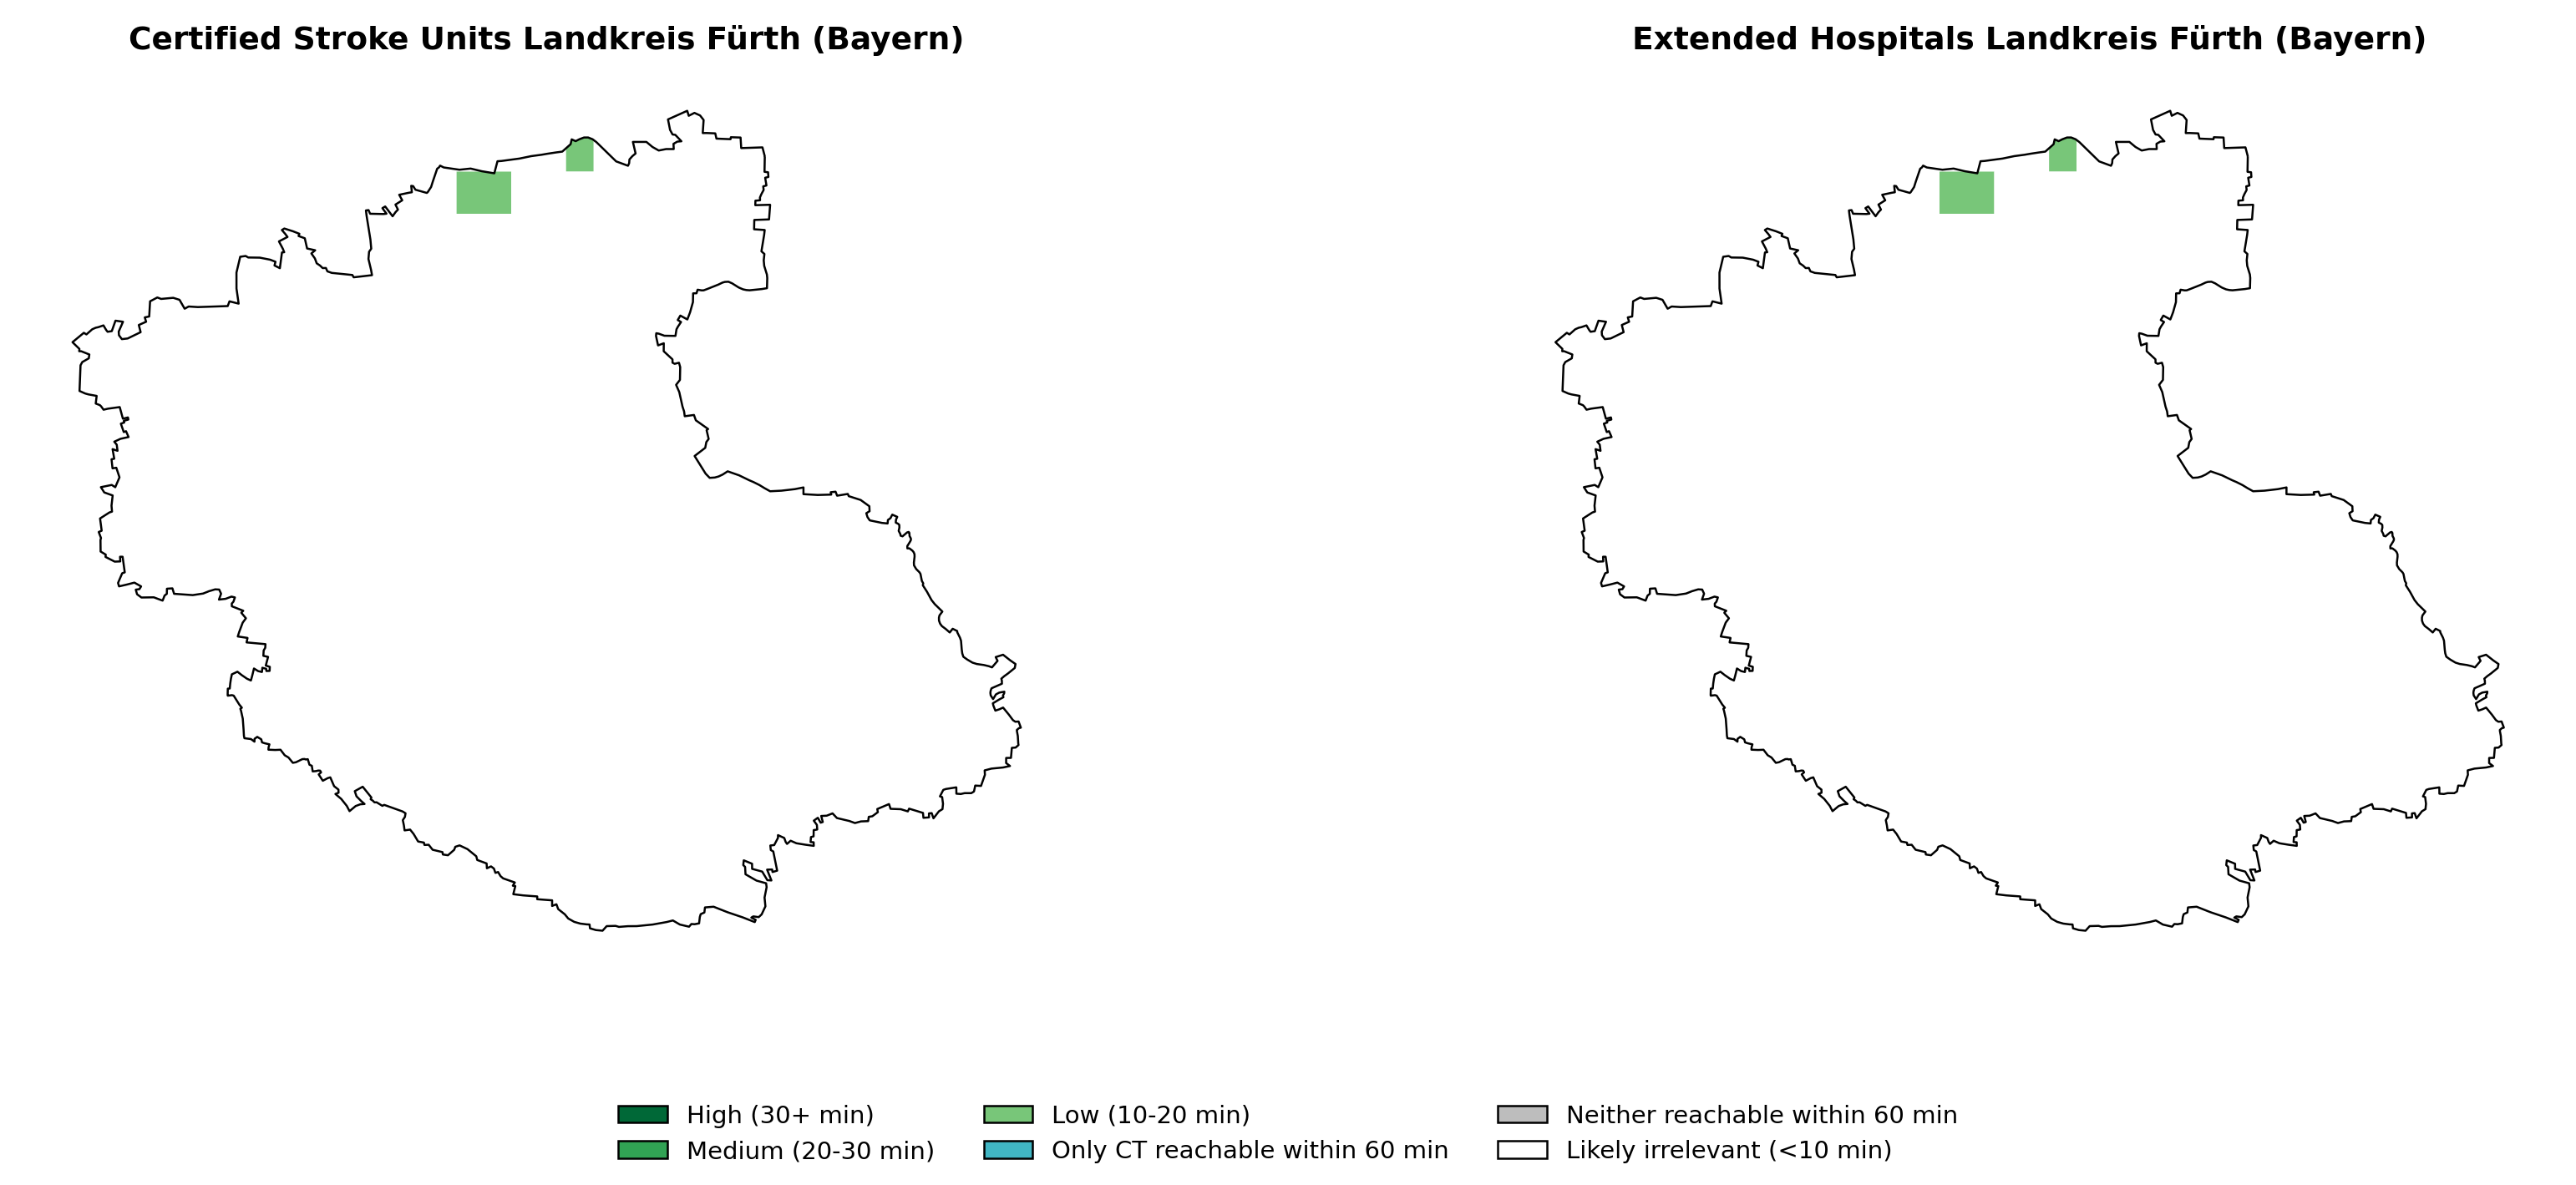 Certified Stroke Units Landkreis Fürth (Bayern)
Extended Hospitals Landkreis Fürth (Bayern)
High (30+ min)
Medium (20-30 min)
Low (10-20 min)
Only CT reachable within 60 min
Neither reachable within 60 min
Likely irrelevant (<10 min)